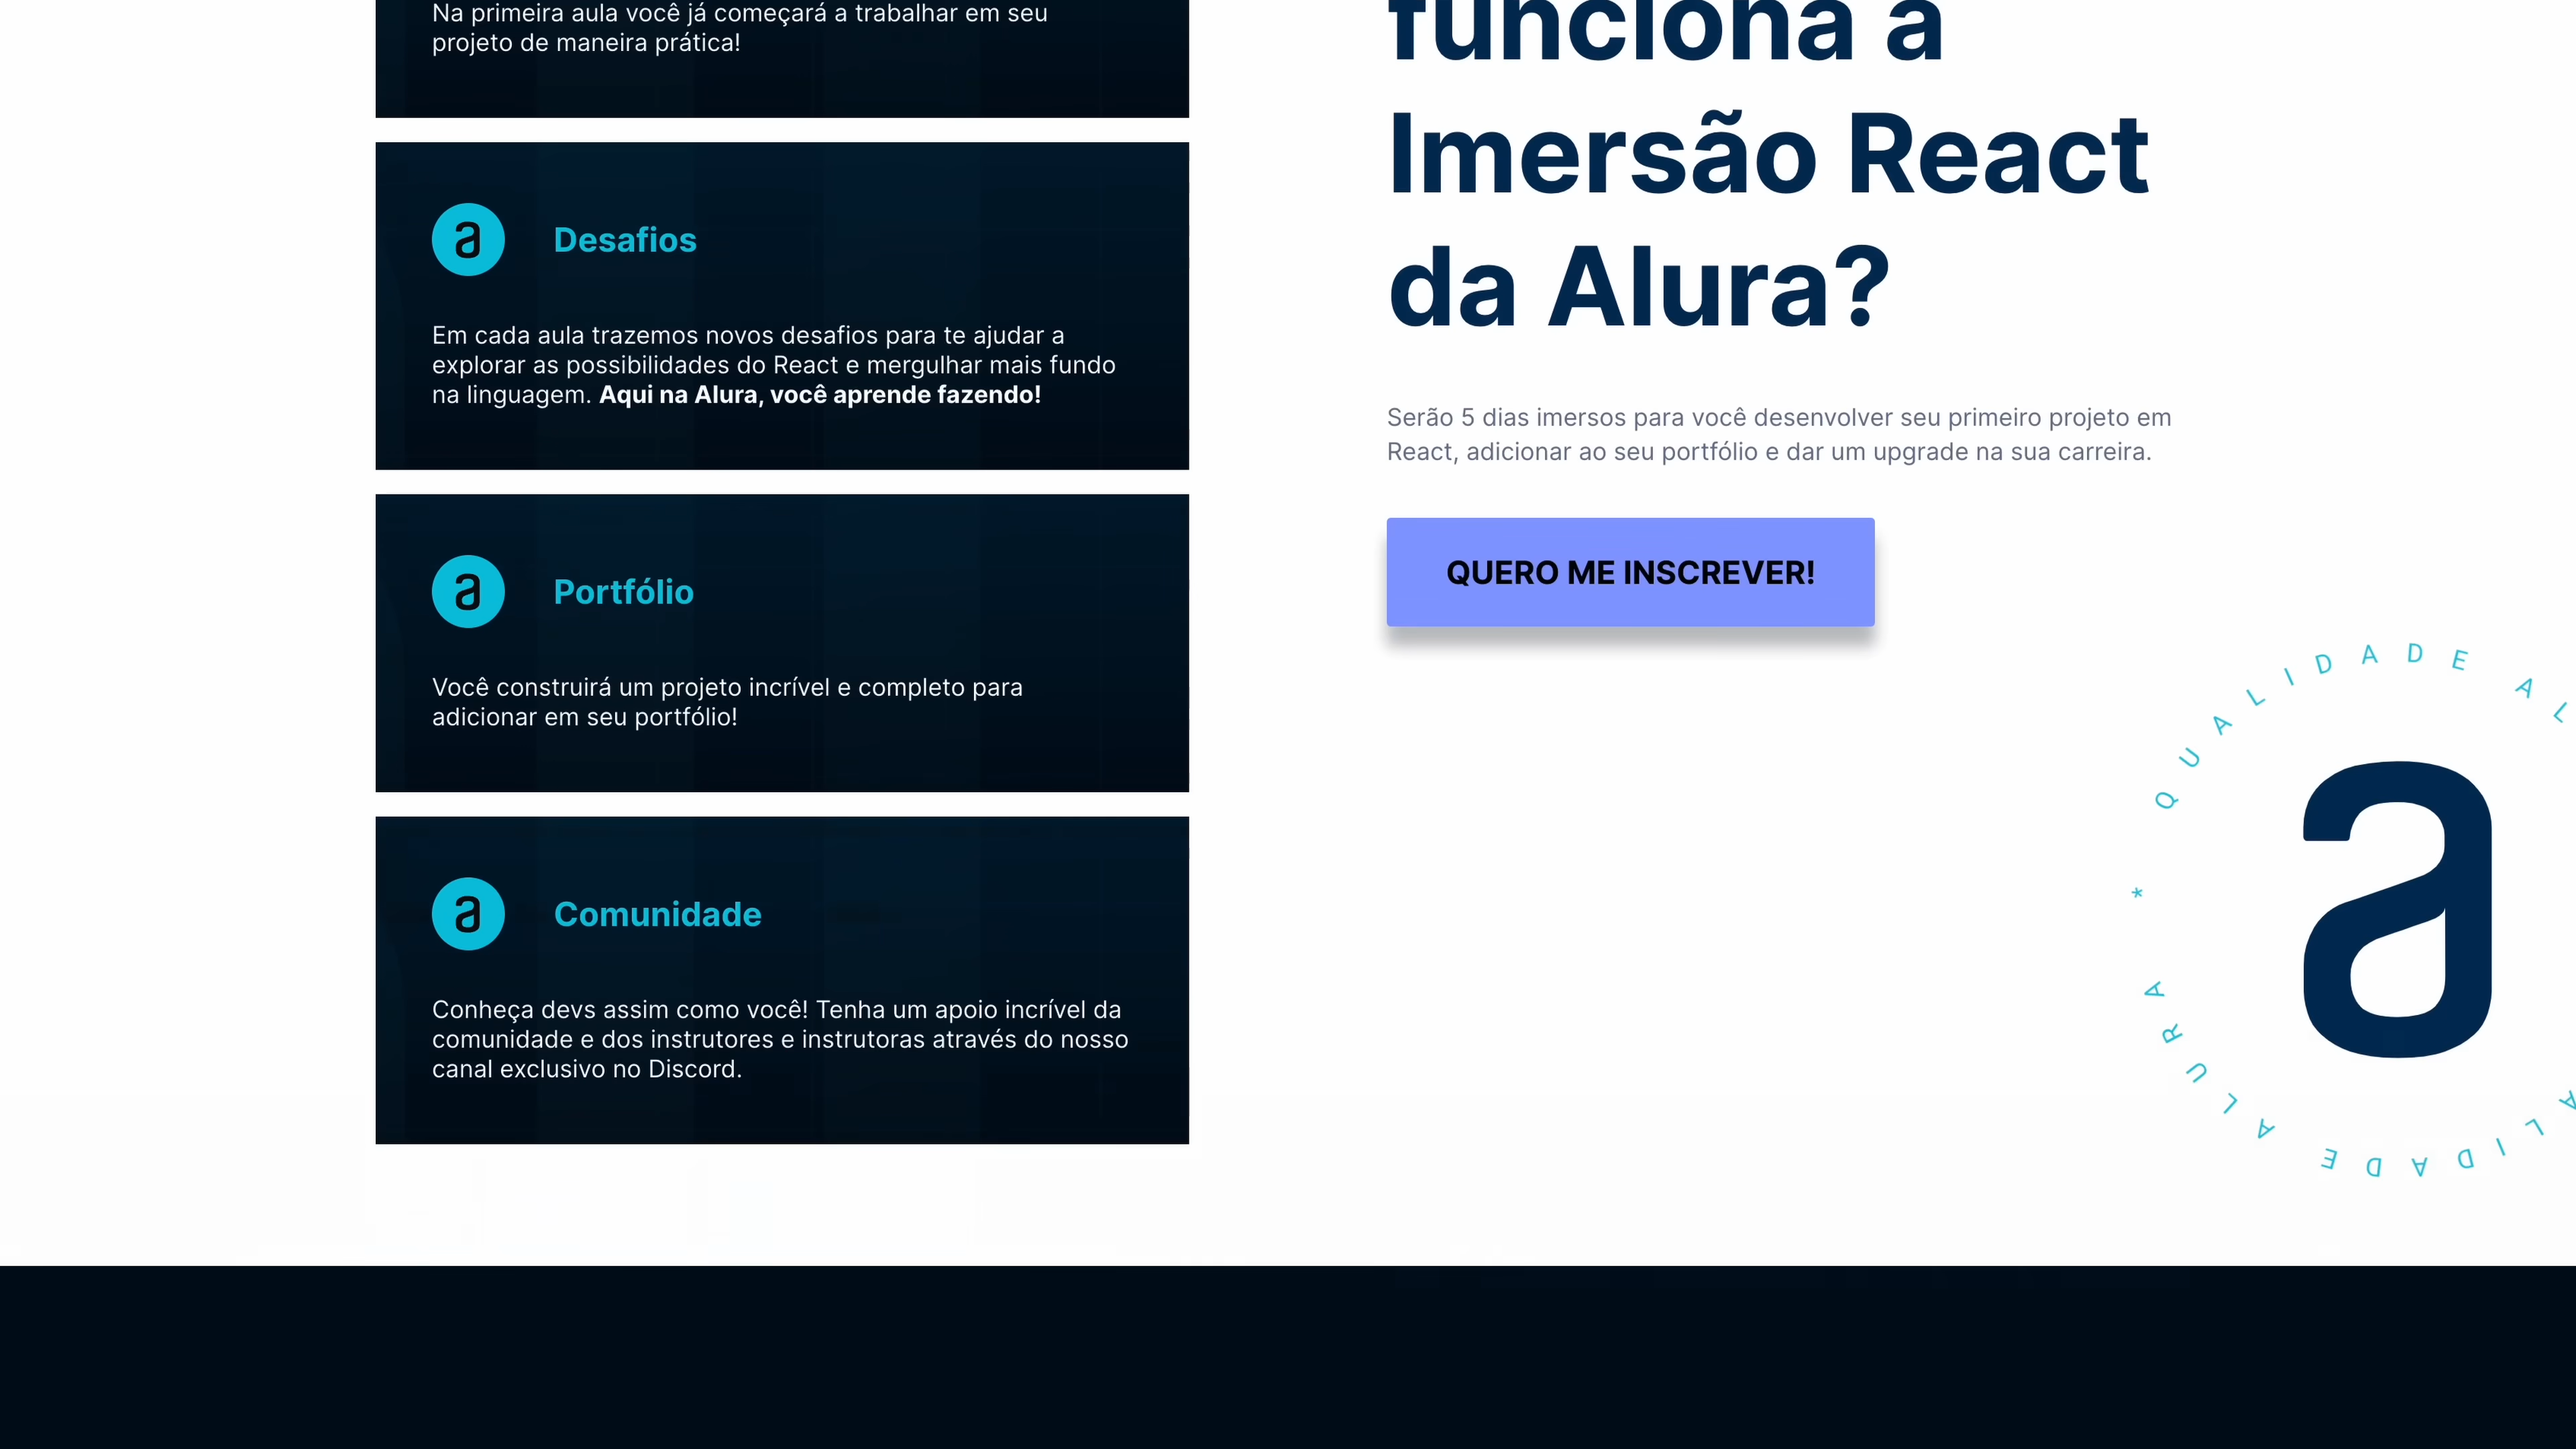 Na primeira aula você já começará a trabalhar em seu
projeto de maneira prática!
Desafios
Em cada aula trazemos novos desafios para te ajudar a
explorar as possibilidades do React e mergulhar mais fundo
na linguagem. Aqui na Alura, você aprende fazendo!
Portfólio
Você construirá um projeto incrível e completo para
adicionar em seu portfólio!
Comunidade
Conheça devs assim como você! Tenha um apoio incrível da
comunidade e dos instrutores e instrutoras através do nosso
canal exclusivo no Discord.
funciona a
Imersão React
da Alura?
Serão 5 dias imersos para você desenvolver seu primeiro projeto em
React, adicionar ao seu portfólio e dar um upgrade na sua carreira.
QUERO ME INSCREVER!
* QUALIDADE AL
ALIDADE ALURA
a